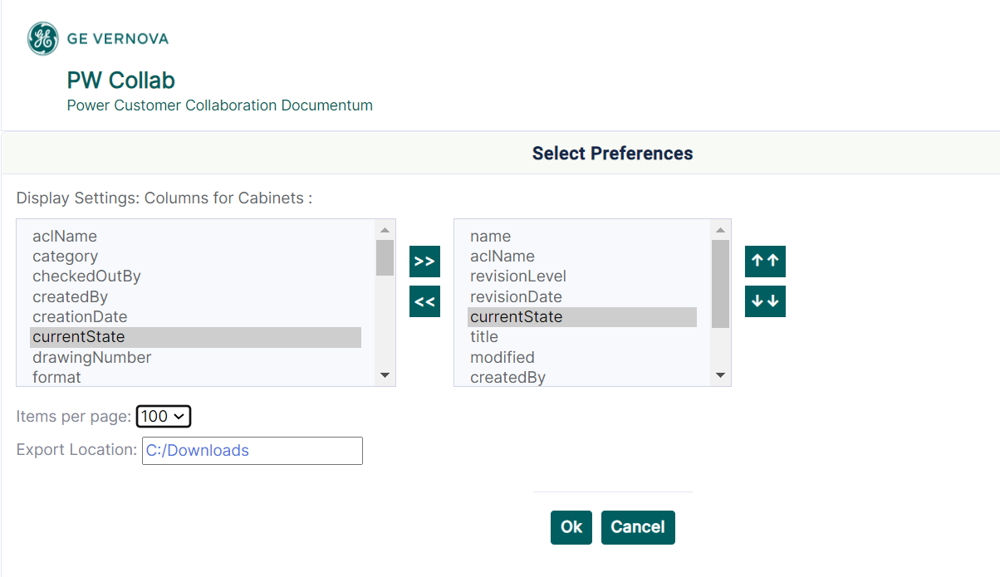 GE VERNOVA
PW Collab
Power Customer Collaboration Documentum
Select Preferences
Display Settings: Columns for Cabinets :
aclName
category
checkedOutBy
createdBy
creationDate
currentState
drawingNumber
format
>>
<<
name
aclName
revisionLevel
revisionDate
currentState
title
modified
createdBy
↑↑
↓↓
Items per page: 100
Export Location: C:/Downloads
Ok Cancel